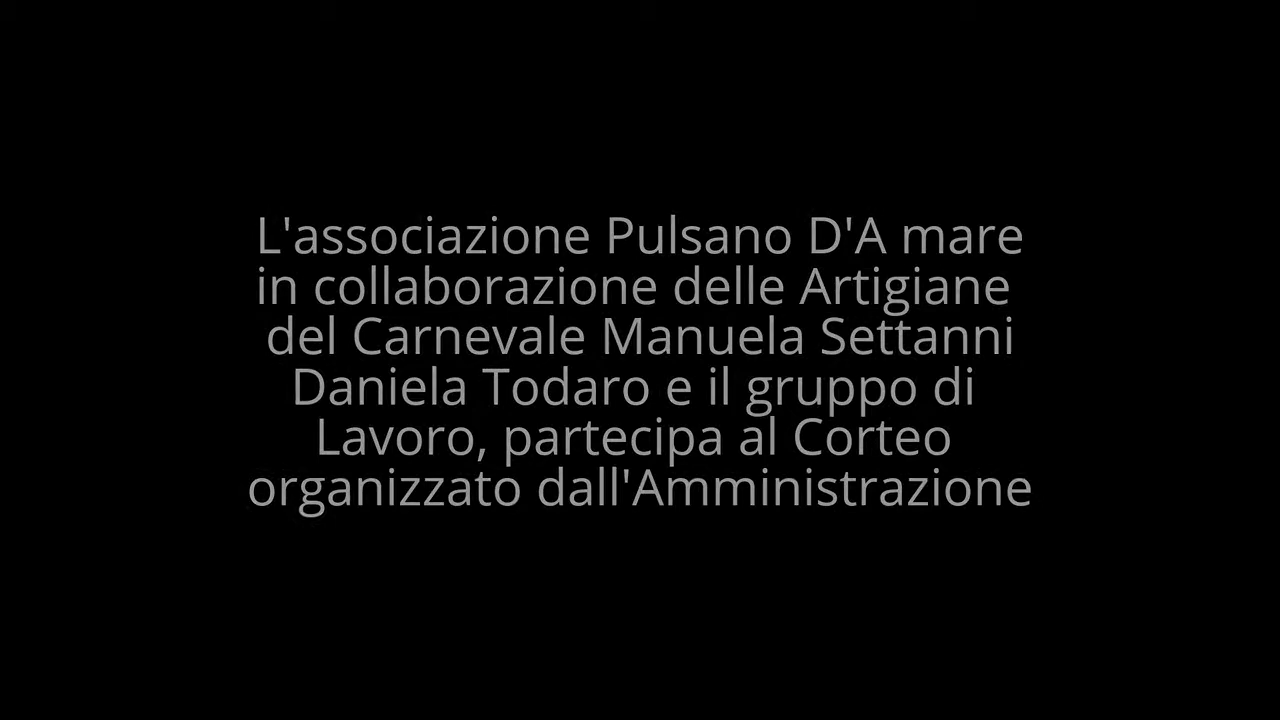 L'associazione Pulsano D'A mare
in collaborazione delle Artigiane
del Carnevale Manuela Settanni
Daniela Todaro e il gruppo di
Lavoro, partecipa al Corteo
organizzato dall'Amministrazione